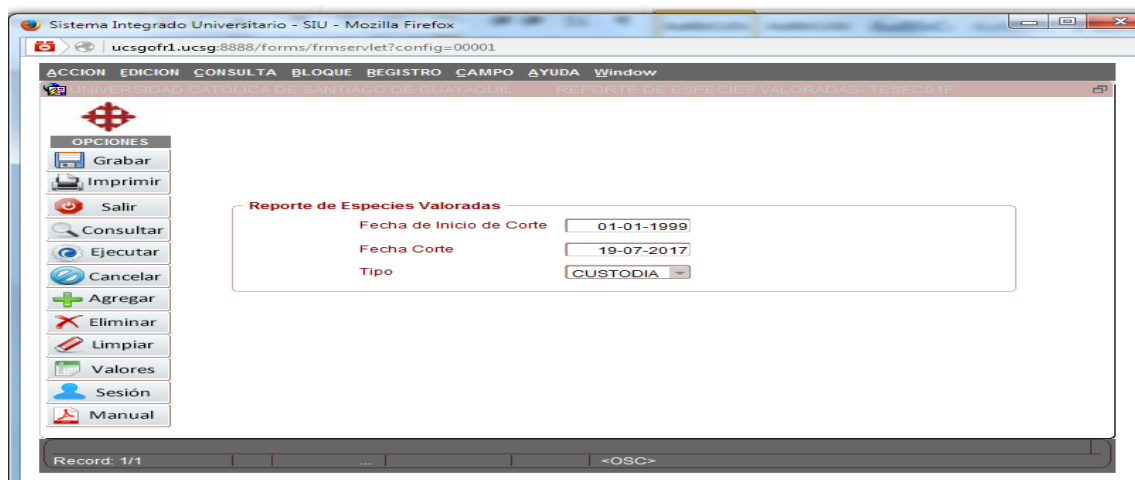 Sistema Integrado Universitario - SIU - Mozilla Firefox
ucsgofr1.ucsg:8888/forms/frmservlet?config=00001
ACCION EDICION CONSULTA BLOQUE REGISTRO CAMPO AYUDA Window
UNIVERSIDAD CATOLICA DE SANTIAGO DE GUAYAQUIL REPORTE DE ESPECIES VALORADAS- TESFC01F
OPCIONES
Grabar
Imprimir
Salir
Consultar
Ejecutar
Cancelar
Agregar
Eliminar
Limpiar
Valores
Sesión
Manual
Reporte de Especies Valoradas
Fecha de Inicio de Corte 01-01-1999
Fecha Corte 19-07-2017
Tipo CUSTODIA
Record: 1/1 ... <OSC>